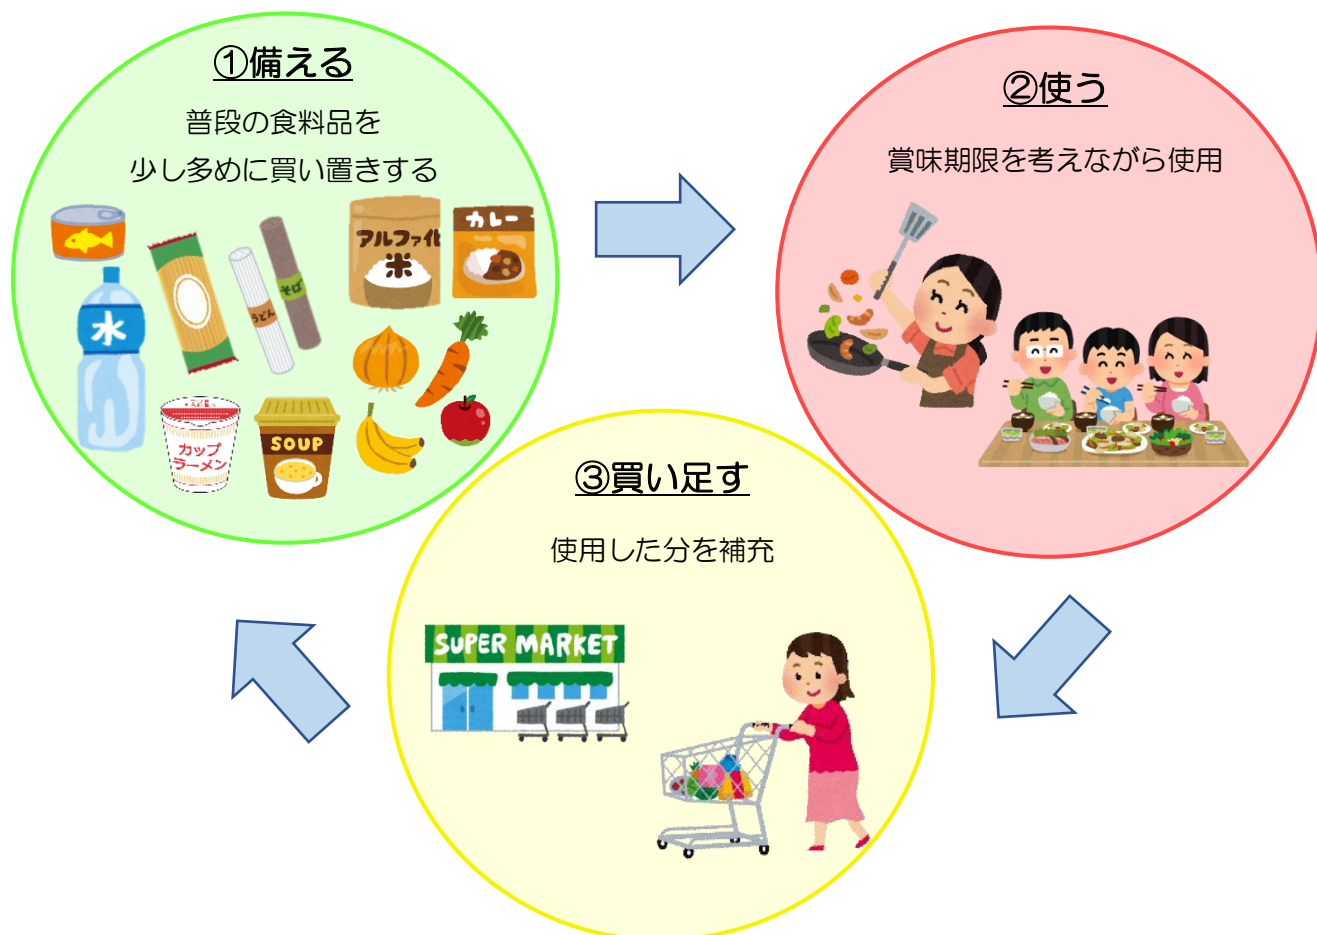 ①備える
普段の食料品を
少し多めに買い置きする
アルファ化
米
カレー
水
うどん
そば
カップ
ラーメン
SOUP
②使う
賞味期限を考えながら使用
③買い足す
使用した分を補充
SUPER MARKET